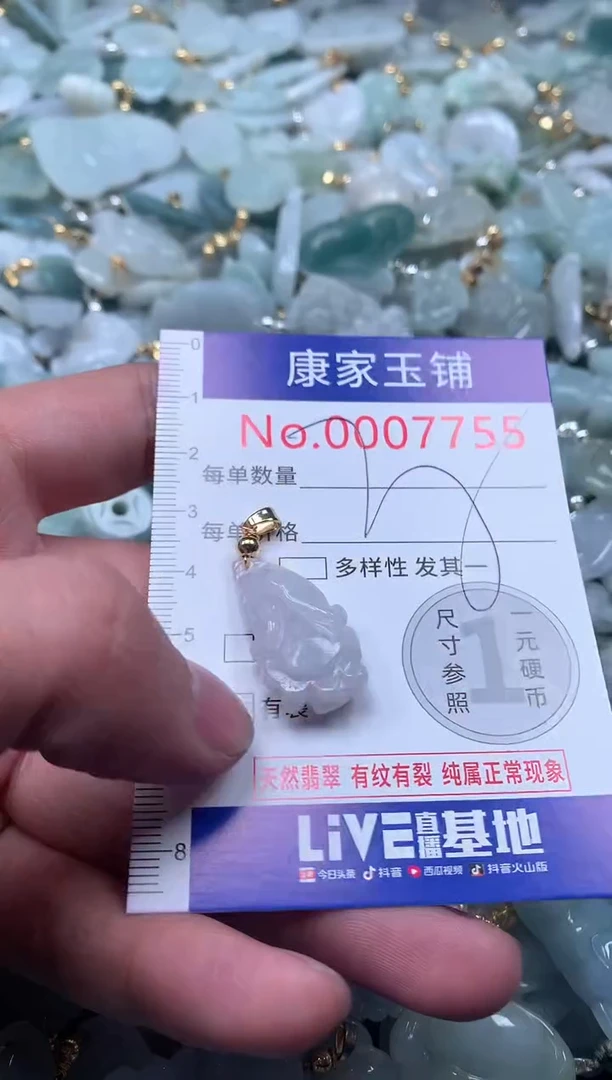 0
康家玉铺
1
No.0007755
2
每单数量
3
每单 价格
4
多样性 发其一
5
尺寸参照
1
一元硬币
有
天然翡翠 有纹有裂 纯属正常现象
8
LiVE直播基地
今日头条 抖音 西瓜视频 抖音火山版